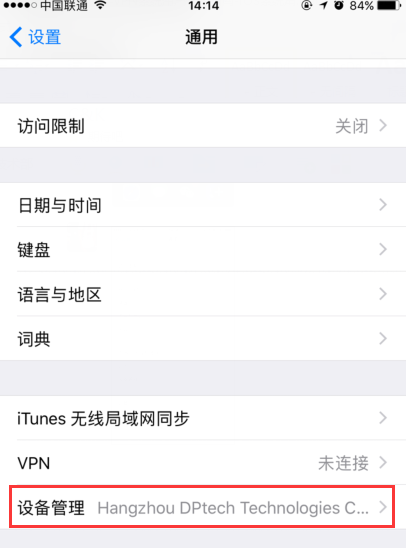 中国联通 14:14 84%
设置 通用
访问限制 关闭
日期与时间
键盘
语言与地区
词典
iTunes 无线局域网同步
VPN 未连接
设备管理 Hangzhou DPtech Technologies C...